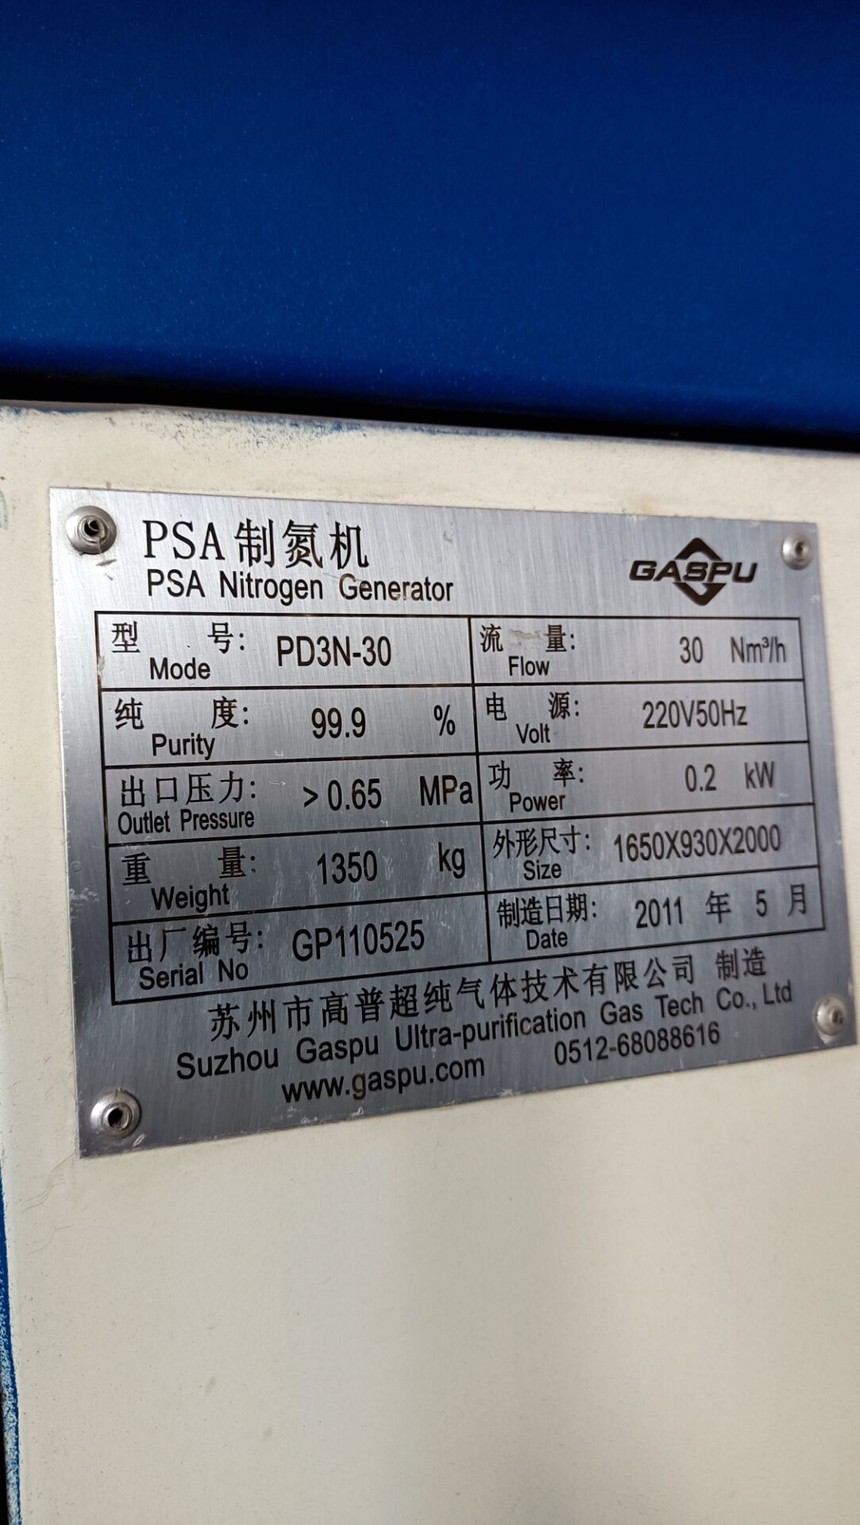 PSA制氮机
PSA Nitrogen Generator
GASPU
型 号: PD3N-30 流 量: 30 Nm³/h
Mode Flow
纯 度: 99.9 % 电 源: 220V50Hz
Purity Volt
出口压力: >0.65 MPa 功 率: 0.2 kW
Outlet Pressure Power
重 量: 1350 kg 外形尺寸: 1650X930X2000
Weight Size
出厂编号: GP110525 制造日期: 2011 年 5 月
Serial No Date
苏州市高普超纯气体技术有限公司 制造
Suzhou Gaspu Ultra-purification Gas Tech Co., Ltd
www.gaspu.com 0512-68088616